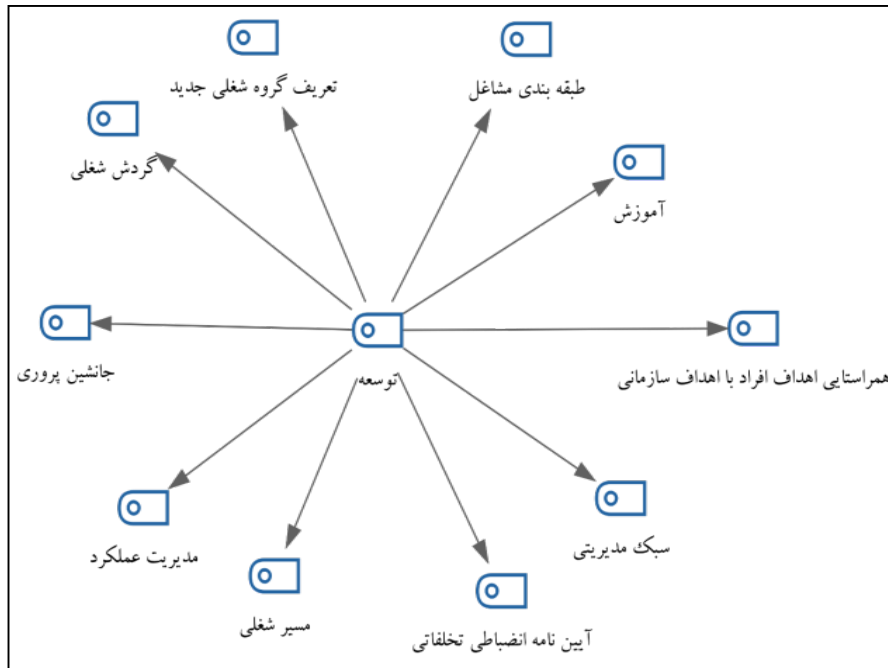 طبقه بندی مشاغل
تعریف گروه شغلی جدید
گردش شغلی
آموزش
همراستایی اهداف افراد با اهداف سازمانی
توسعه
جانشین پروری
سبک مدیریتی
مدیریت عملکرد
مسیر شغلی
آیین نامه انضباطی تخلفاتی